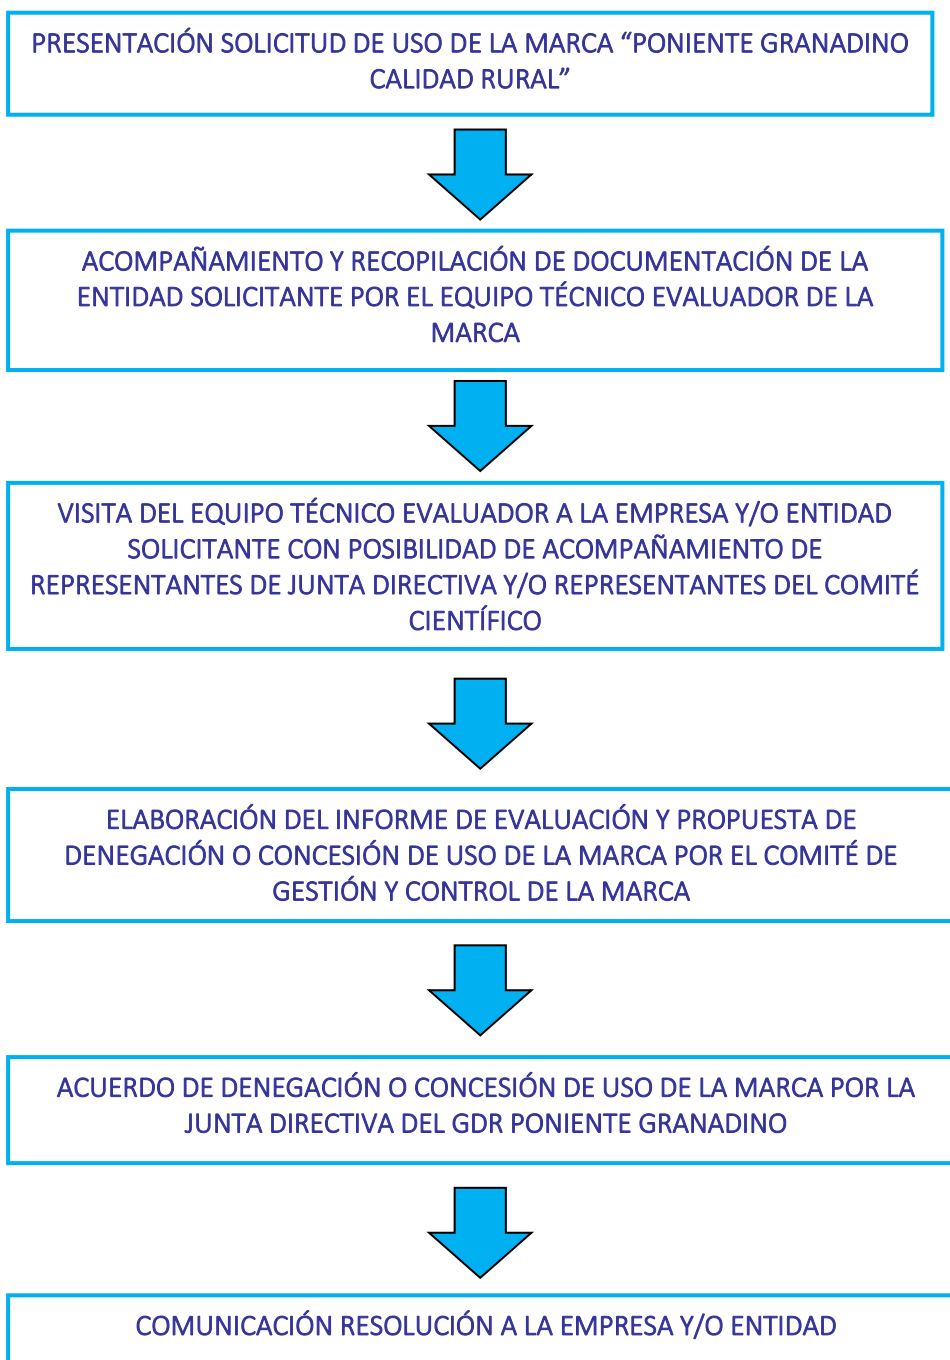 PRESENTACIÓN SOLICITUD DE USO DE LA MARCA “PONIENTE GRANADINO
CALIDAD RURAL”
ACOMPAÑAMIENTO Y RECOPILACIÓN DE DOCUMENTACIÓN DE LA
ENTIDAD SOLICITANTE POR EL EQUIPO TÉCNICO EVALUADOR DE LA
MARCA
VISITA DEL EQUIPO TÉCNICO EVALUADOR A LA EMPRESA Y/O ENTIDAD
SOLICITANTE CON POSIBILIDAD DE ACOMPAÑAMIENTO DE
REPRESENTANTES DE JUNTA DIRECTIVA Y/O REPRESENTANTES DEL COMITÉ
CIENTÍFICO
ELABORACIÓN DEL INFORME DE EVALUACIÓN Y PROPUESTA DE
DENEGACIÓN O CONCESIÓN DE USO DE LA MARCA POR EL COMITÉ DE
GESTIÓN Y CONTROL DE LA MARCA
ACUERDO DE DENEGACIÓN O CONCESIÓN DE USO DE LA MARCA POR LA
JUNTA DIRECTIVA DEL GDR PONIENTE GRANADINO
COMUNICACIÓN RESOLUCIÓN A LA EMPRESA Y/O ENTIDAD